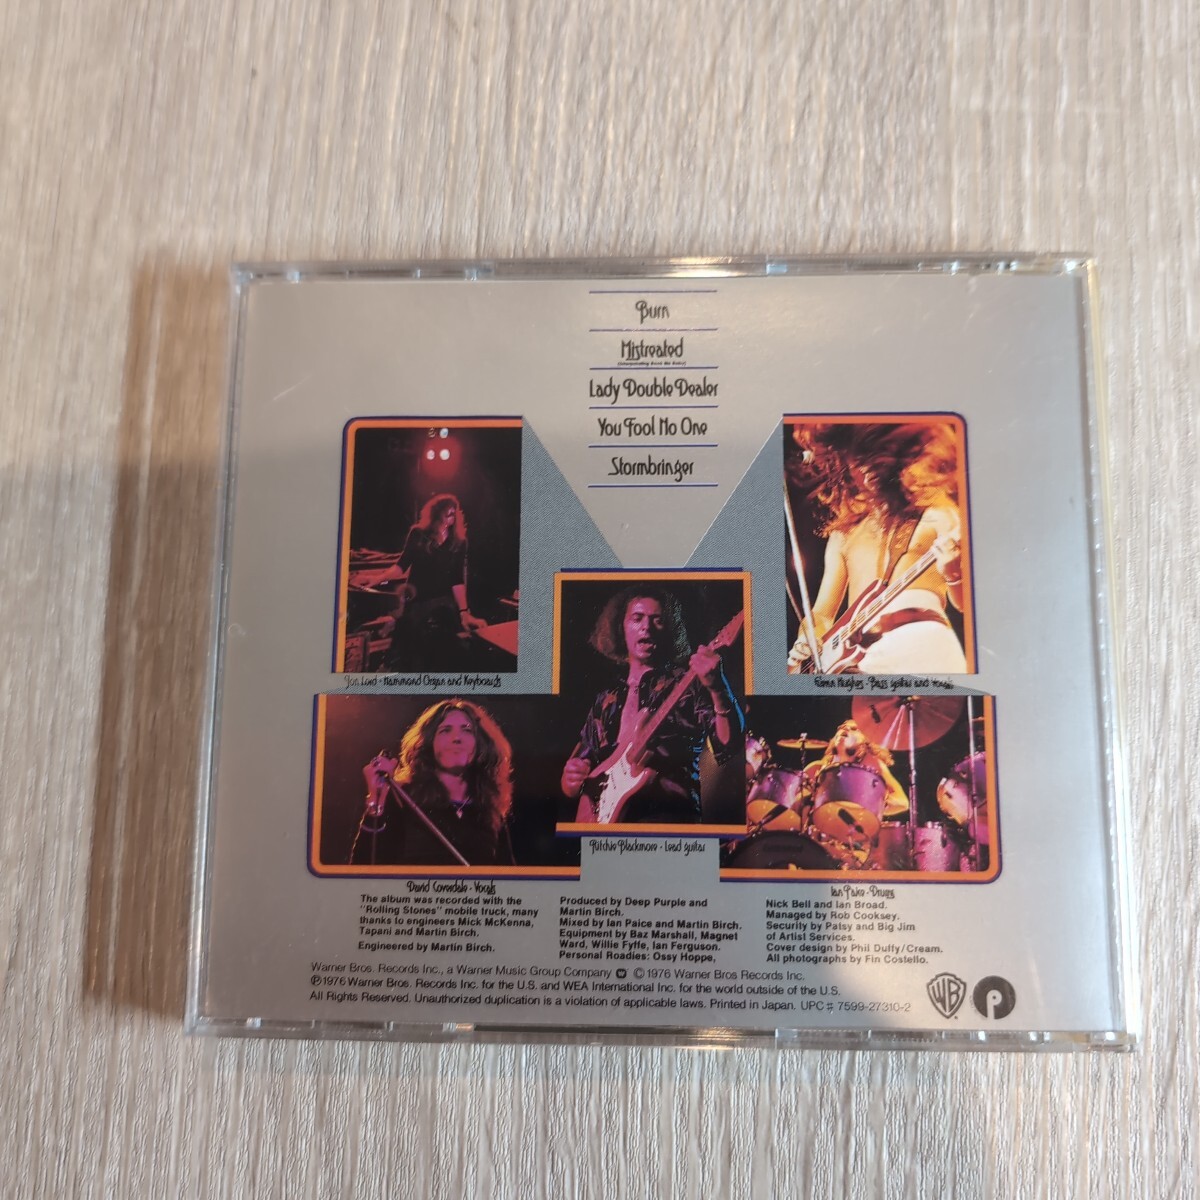 Burn
Mistreated
(interpolating Rock Me Baby)
Lady Double Dealer
You Fool No One
Stormbringer
Jon Lord - Hammond Organ and Keyboards
Glenn Hughes - Bass guitar and Vocals
Ritchie Blackmore - Lead guitar
David Coverdale - Vocals
Ian Paice - Drums
The album was recorded with the
"Rolling Stones" mobile truck, many
thanks to engineers Mick McKenna,
Tapani and Martin Birch.
Engineered by Martin Birch.
Produced by Deep Purple and
Martin Birch.
Mixed by Ian Paice and Martin Birch.
Equipment by Baz Marshall, Magnet
Ward, Willie Fyffe, Ian Ferguson.
Personal Roadies: Ossy Hoppe,
Nick Bell and Ian Broad.
Managed by Rob Cooksey.
Security by Patsy and Big Jim
of Artist Services.
Cover design by Phil Duffy/Cream.
All photographs by Fin Costello.
Warner Bros. Records Inc., a Warner Music Group Company © 1976 Warner Bros Records Inc.
℗1976 Warner Bros. Records Inc. for the U.S. and WEA International Inc. for the world outside of the U.S.
All Rights Reserved. Unauthorized duplication is a violation of applicable laws. Printed in Japan. UPC # 7599-27310-2
WB
p